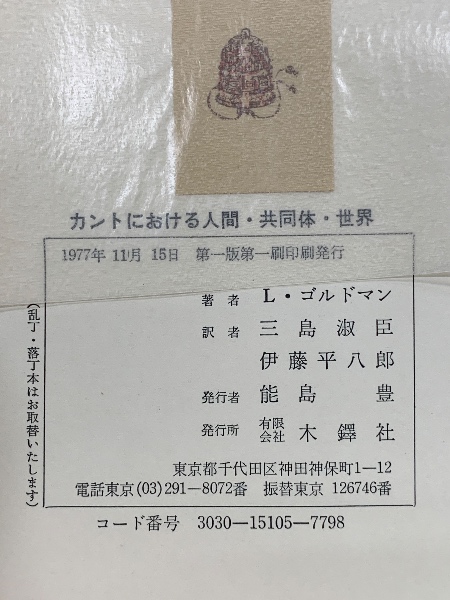 カントにおける人間・共同体・世界
1977年 11月 15日 第一版第一刷印刷発行
著者 L・ゴルドマン
訳者 三島淑臣
伊藤平八郎
発行者 能島 豊
発行所 有限会社 木鐸社
東京都千代田区神田神保町1―12
電話東京(03)291―8072番 振替東京 126746番
コード番号 3030―15105―7798
(乱丁・落丁本はお取替いたします)